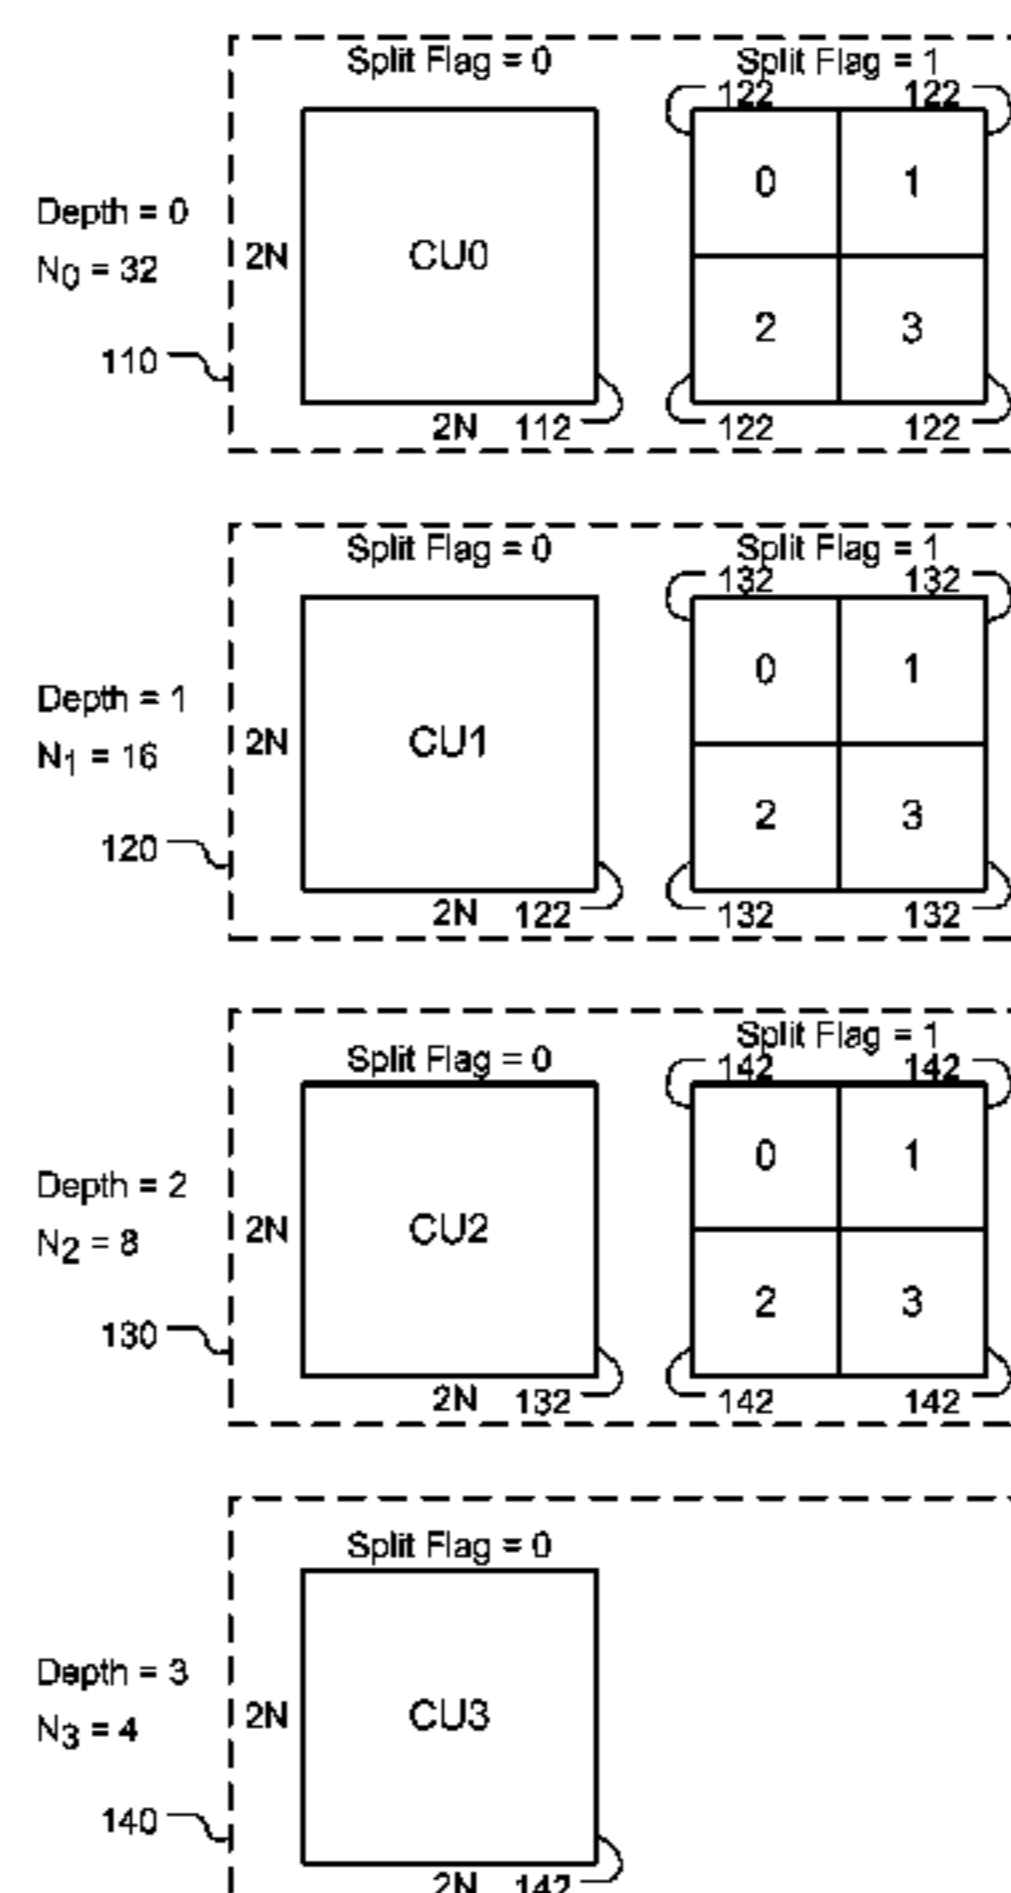 Split Flag = 0
Split Flag = 1
122
122
0
1
Depth = 0
N0 = 32
2N
CU0
2
3
110
2N
112
122
122
Split Flag = 0
Split Flag = 1
132
132
0
1
Depth = 1
N1 = 16
2N
CU1
2
3
120
2N
122
132
132
Split Flag = 0
Split Flag = 1
142
142
0
1
Depth = 2
N2 = 8
2N
CU2
2
3
130
2N
132
142
142
Split Flag = 0
Depth = 3
N3 = 4
2N
CU3
140
2N
142